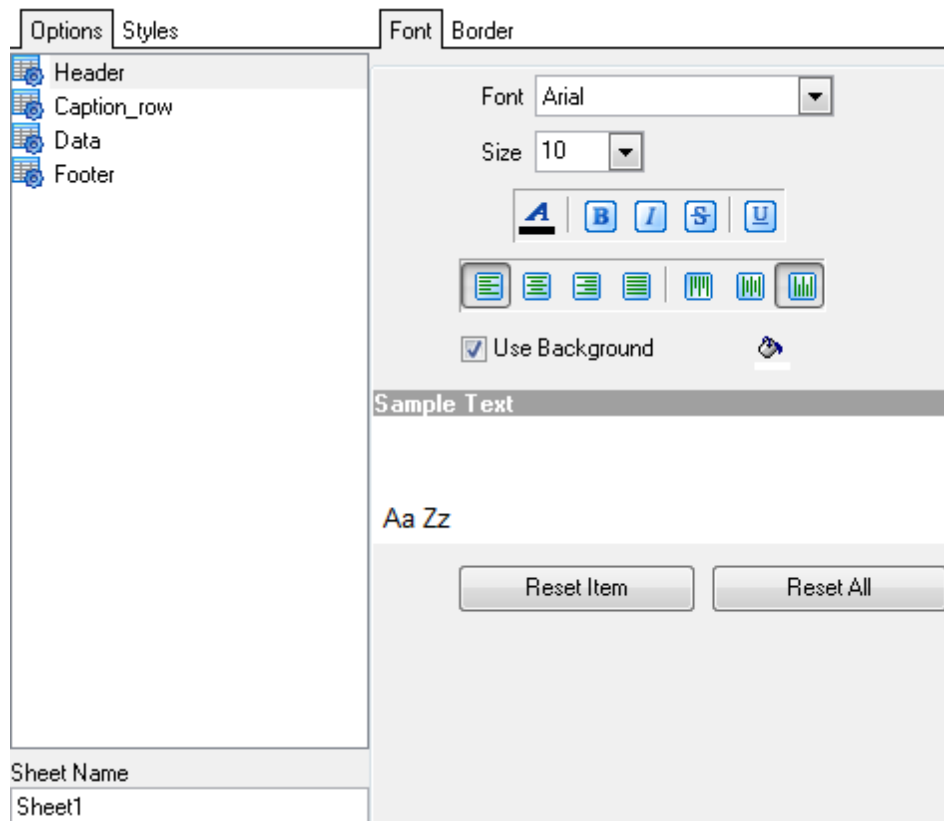 Options Styles
Header
Caption_row
Data
Footer
Sheet Name
Sheet1
Font Border
Font Arial
Size 10
A B I S U
Use Background
Sample Text
Aa Zz
Reset Item Reset All